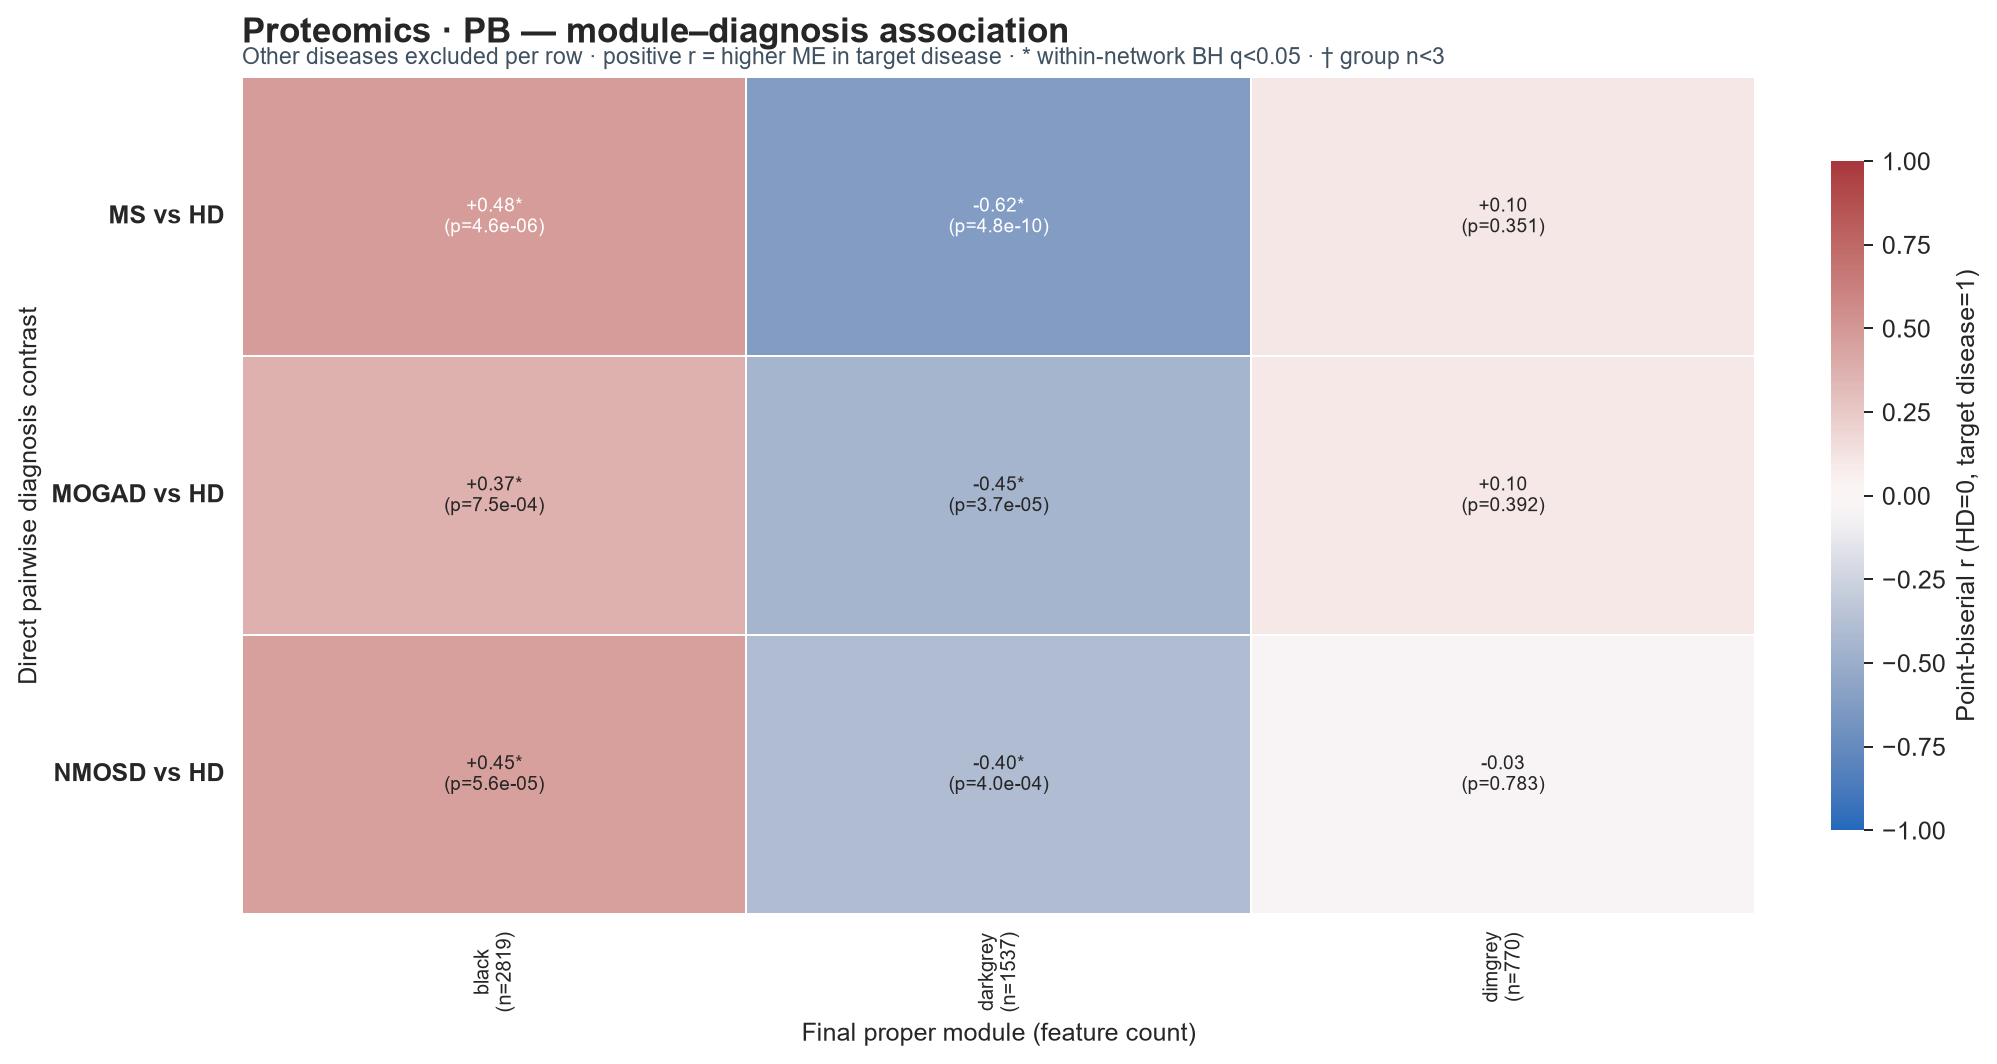 Proteomics · PB — module–diagnosis association
Other diseases excluded per row · positive r = higher ME in target disease · * within-network BH q<0.05 · † group n<3
Direct pairwise diagnosis contrast
MS vs HD
+0.48*
(p=4.6e-06)
-0.62*
(p=4.8e-10)
+0.10
(p=0.351)
MOGAD vs HD
+0.37*
(p=7.5e-04)
-0.45*
(p=3.7e-05)
+0.10
(p=0.392)
NMOSD vs HD
+0.45*
(p=5.6e-05)
-0.40*
(p=4.0e-04)
-0.03
(p=0.783)
black
(n=2819)
darkgrey
(n=1537)
dimgrey
(n=770)
Final proper module (feature count)
1.00
0.75
0.50
0.25
0.00
−0.25
−0.50
−0.75
−1.00
Point-biserial r (HD=0, target disease=1)